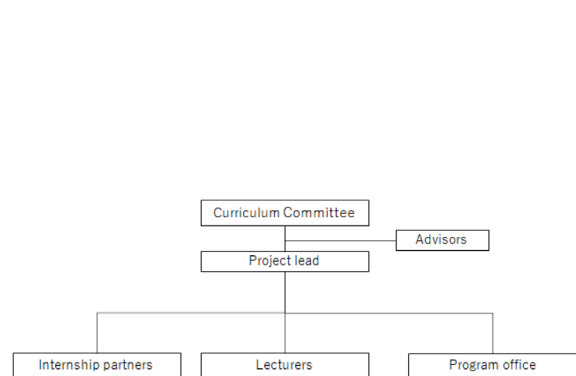 Curriculum Committee
Advisors
Project lead
Internship partners
Lecturers
Program office